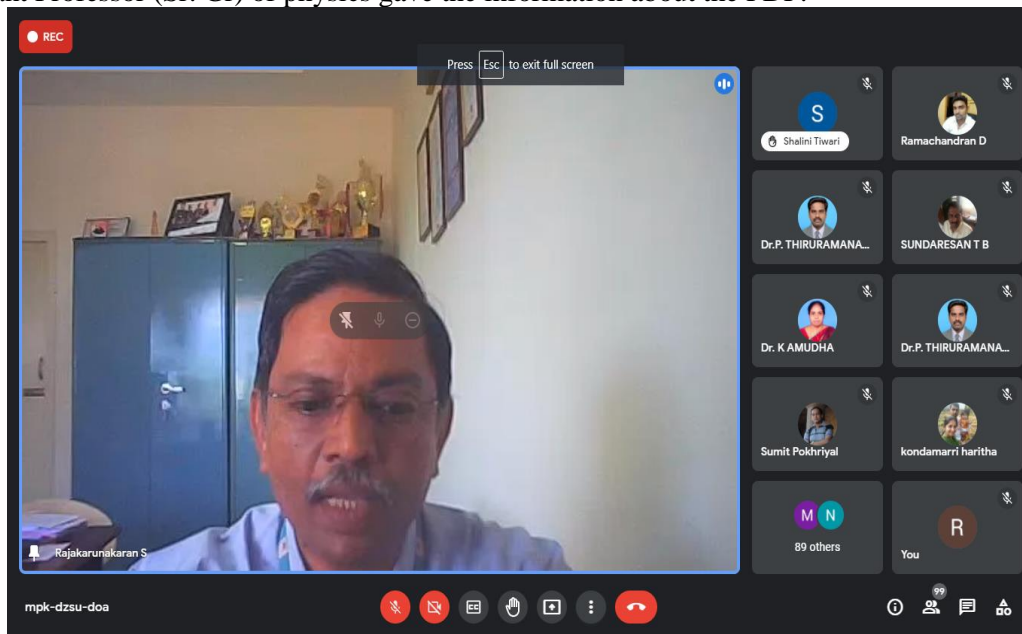 Professor (Sr. Gr) of physics gave the information about the
REC
Press Esc to exit full screen
S
Shalini Tiwari
Ramachandran D
Dr.P. THIRURAMANA...
SUNDARESAN T B
Dr. K AMUDHA
Dr.P. THIRURAMANA...
Sumit Pokhriyal
kondamarri haritha
M N
89 others
R
You
Rajakarunakaran S
mpk-dzsu-doa
CC
99